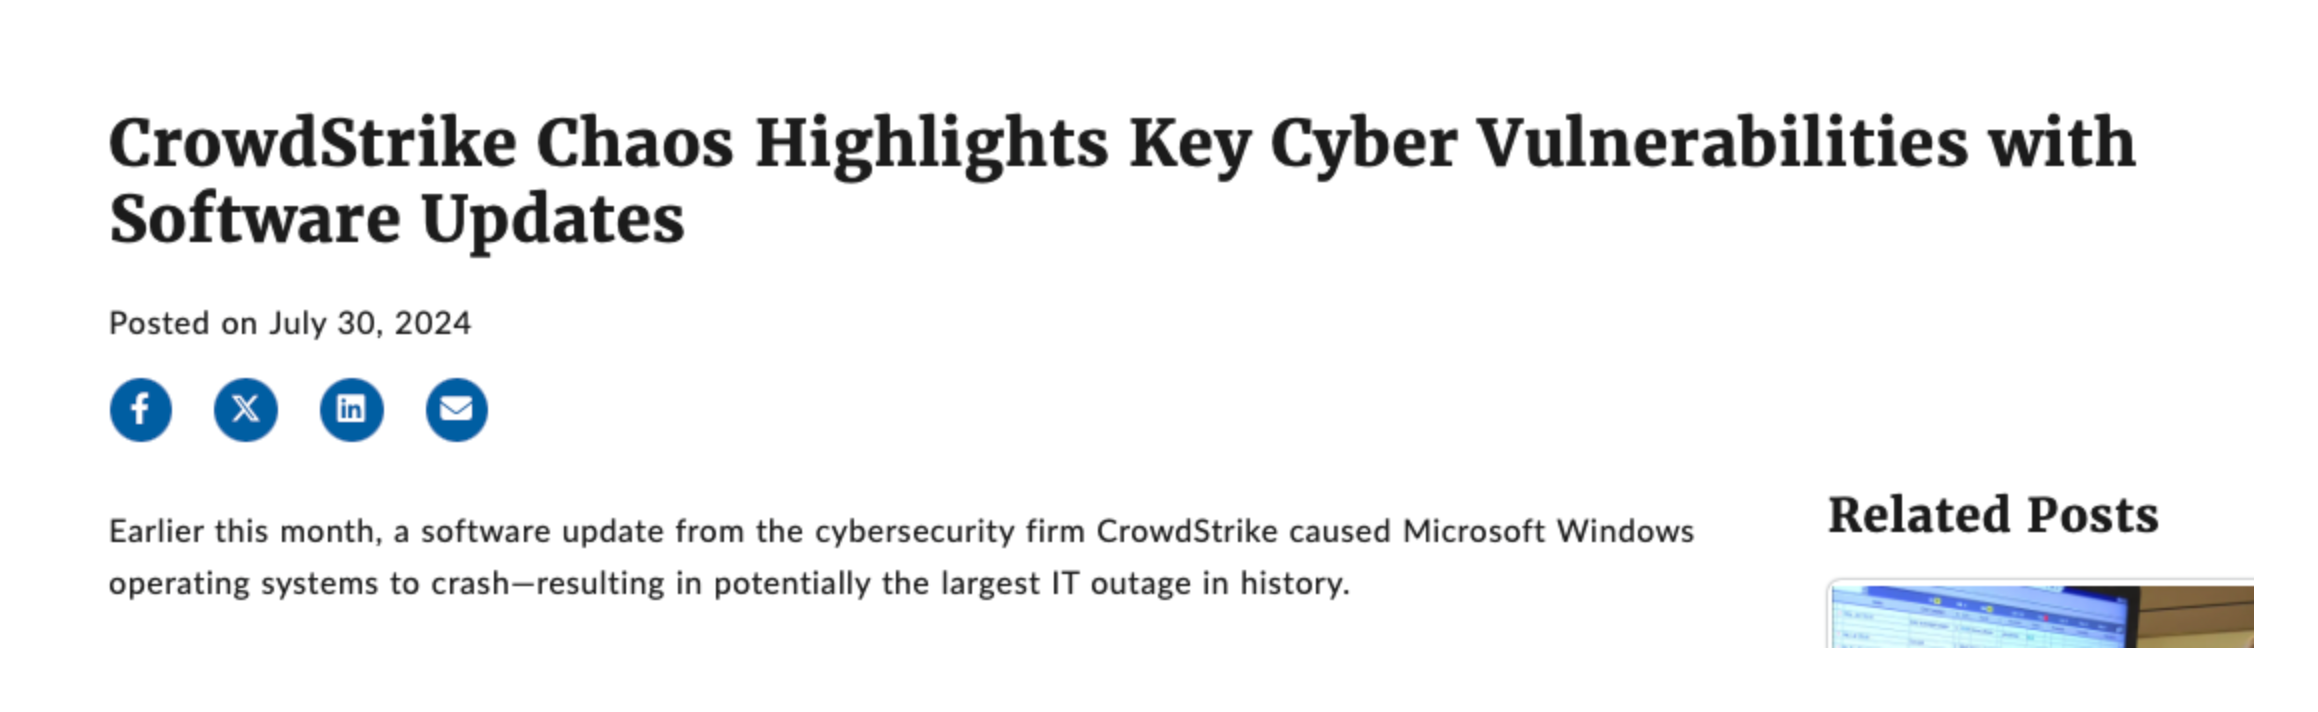 CrowdStrike Chaos Highlights Key Cyber Vulnerabilities with
Software Updates
Posted on July 30, 2024
Earlier this month, a software update from the cybersecurity firm CrowdStrike caused Microsoft Windows
operating systems to crash—resulting in potentially the largest IT outage in history.
Related Posts